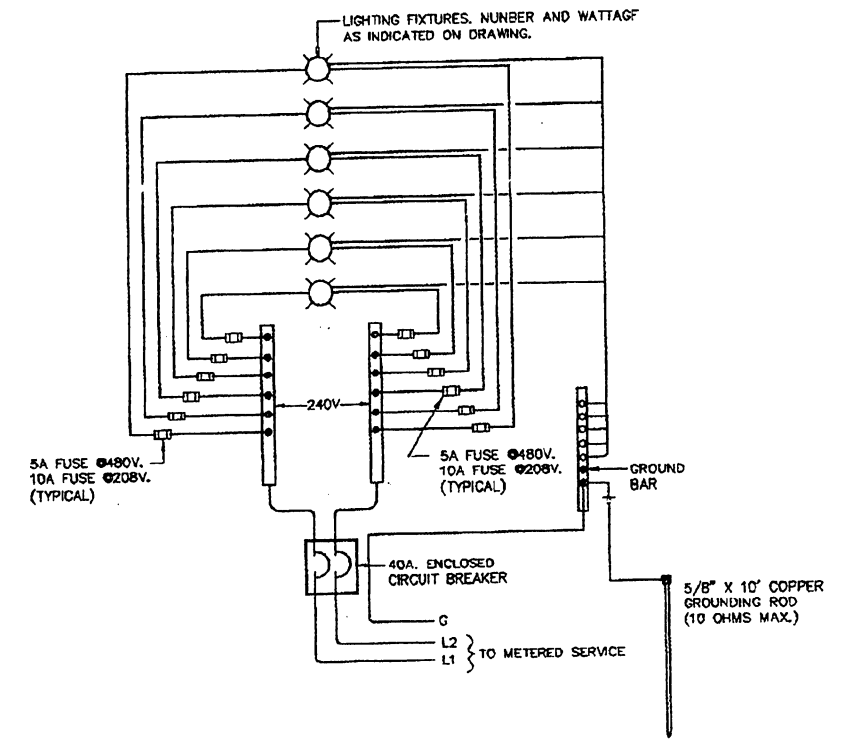 LIGHTING FIXTURES. NUNBER AND WATTAGF
AS INDICATED ON DRAWING.
240V
5A FUSE @480V.
10A FUSE @208V.
(TYPICAL)
5A FUSE @480V.
10A FUSE @208V.
(TYPICAL)
GROUND
BAR
40A. ENCLOSED
CIRCUIT BREAKER
5/8" X 10' COPPER
GROUNDING ROD
(10 OHMS MAX.)
G
L2
L1
TO METERED SERVICE